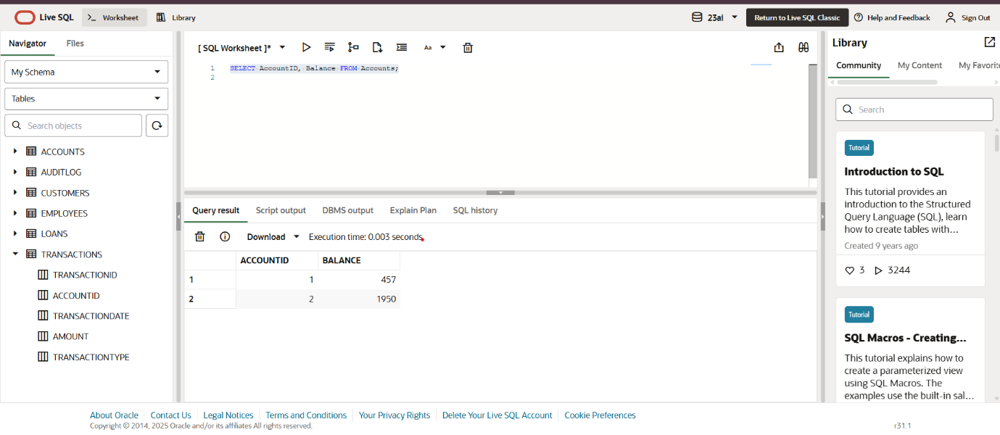 Live SQL
Worksheet
Library
23ai
Return to Live SQL Classic
Help and Feedback
Sign Out
Navigator
Files
My Schema
Tables
Search objects
ACCOUNTS
AUDITLOG
CUSTOMERS
EMPLOYEES
LOANS
TRANSACTIONS
TRANSACTIONID
ACCOUNTID
TRANSACTIONDATE
AMOUNT
TRANSACTIONTYPE
[ SQL Worksheet ]*
Aa
1 SELECT AccountID, Balance FROM Accounts;
2
Query result
Script output
DBMS output
Explain Plan
SQL history
Download
Execution time: 0.003 seconds
ACCOUNTID BALANCE
1 1 457
2 2 1950
Library
Community
My Content
My Favorit
Search
Tutorial
Introduction to SQL
This tutorial provides an
introduction to the Structured
Query Language (SQL), learn
how to create tables with...
Created 9 years ago
3 3244
Tutorial
SQL Macros - Creating...
This tutorial explains how to
create a parameterized view
using SQL Macros. The
examples use the built-in sal...
About Oracle
Contact Us
Legal Notices
Terms and Conditions
Your Privacy Rights
Delete Your Live SQL Account
Cookie Preferences
Copyright © 2014, 2025 Oracle and/or its affiliates All rights reserved.
r31.1